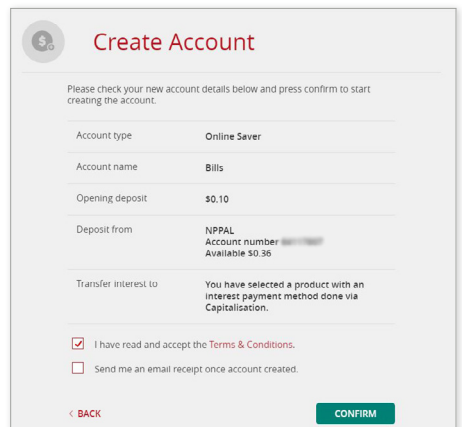 Create Account
Please check your new account details below and press confirm to start
creating the account.
Account type Online Saver
Account name Bills
Opening deposit $0.10
Deposit from NPPAL
Account number
Available $0.36
Transfer interest to You have selected a product with an
interest payment method done via
Capitalisation.
I have read and accept the Terms & Conditions.
Send me an email receipt once account created.
< BACK CONFIRM